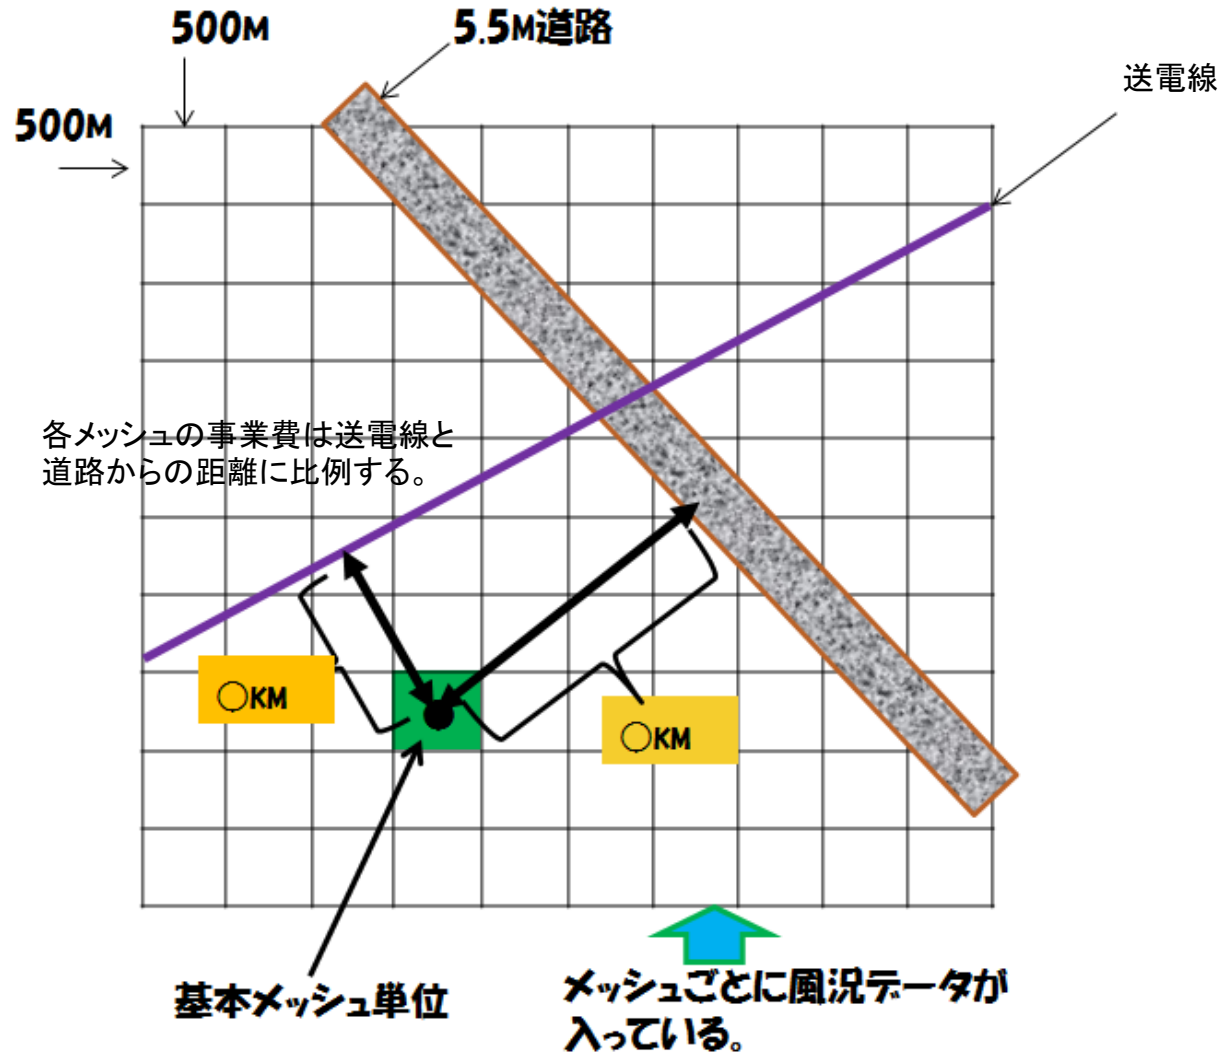 500M
5.5M道路
送電線
500M
各メッシュの事業費は送電線と
道路からの距離に比例する。
○KM
○KM
基本メッシュ単位
メッシュごとに風況データが
入っている。